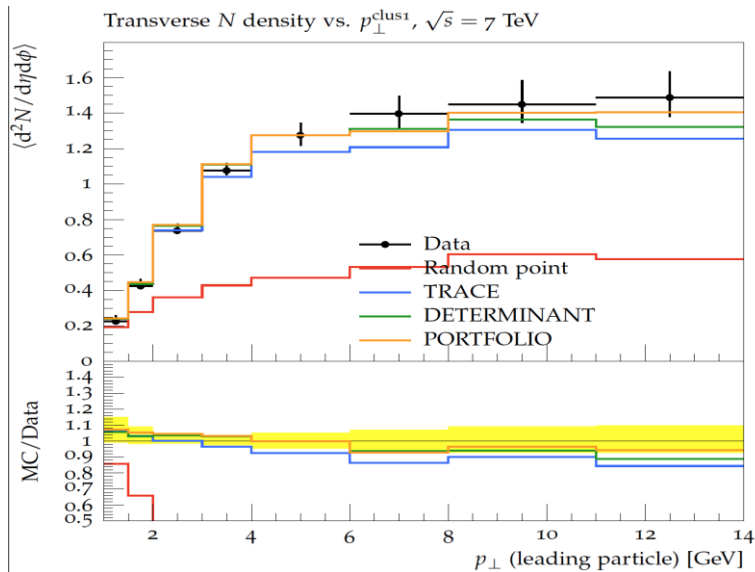 Transverse N density vs. p⊥^clus1, √s = 7 TeV
⟨d²N/dηdϕ⟩
1.6
1.4
1.2
1
0.8
0.6
0.4
0.2
0
Data
Random point
TRACE
DETERMINANT
PORTFOLIO
MC/Data
1.4
1.3
1.2
1.1
1
0.9
0.8
0.7
0.6
0.5
2 4 6 8 10 12 14
p⊥ (leading particle) [GeV]